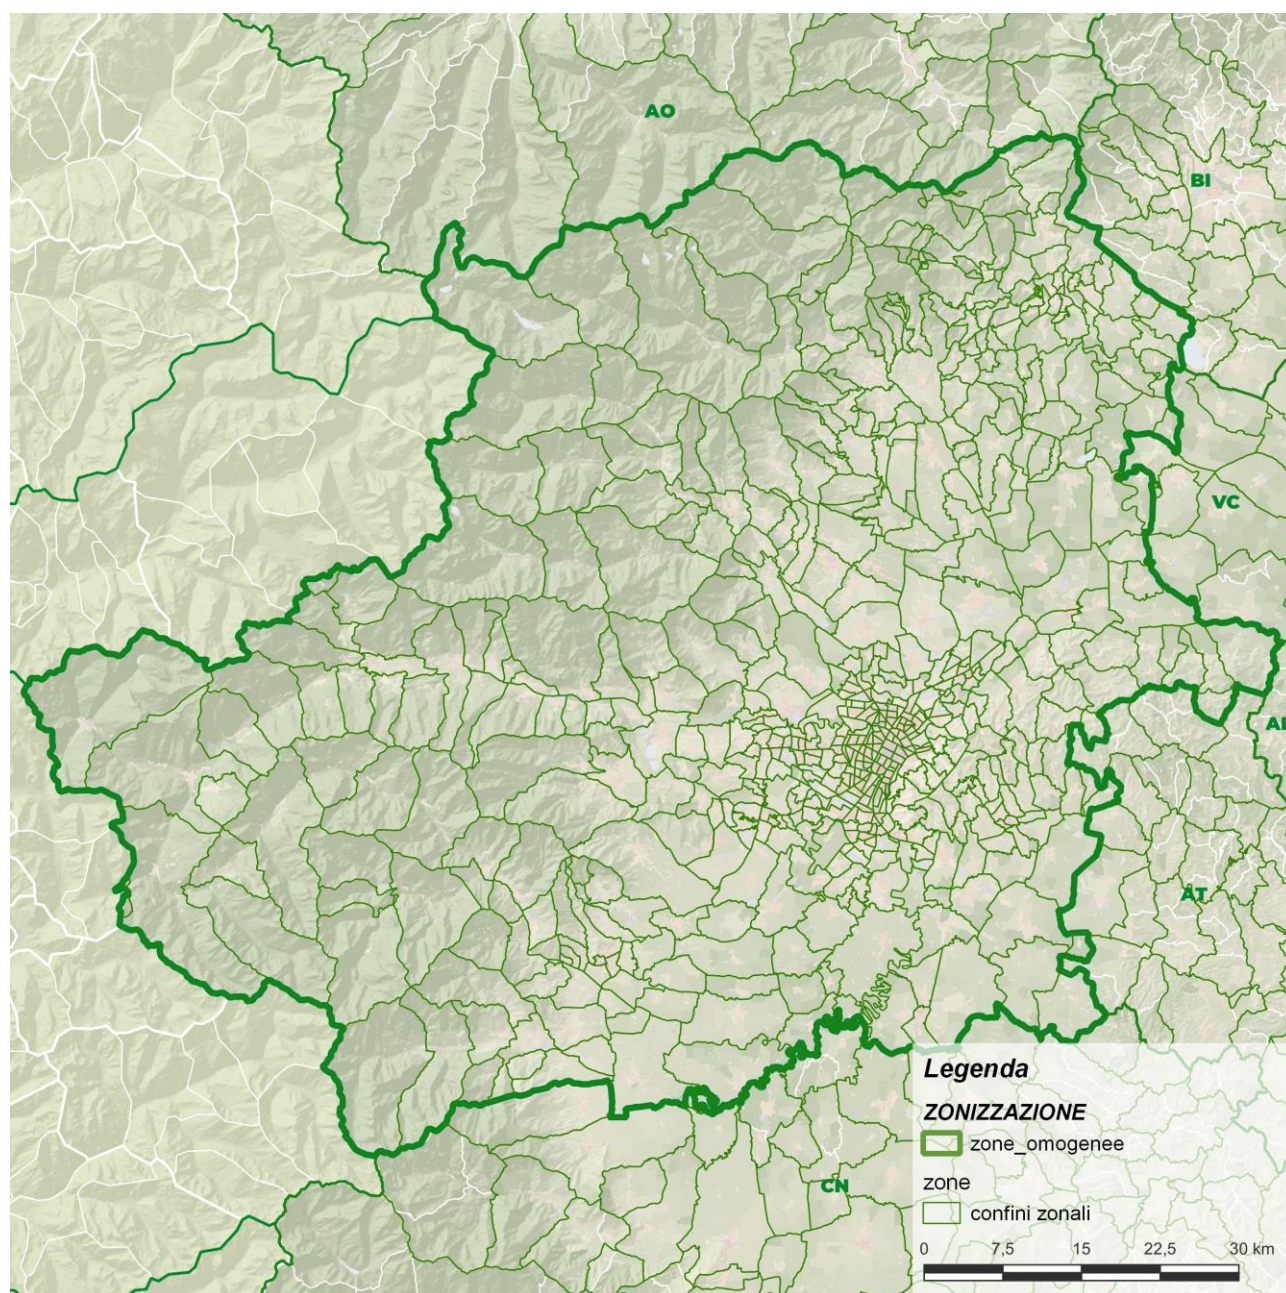 AO
BI
VC
AT
CN
Legenda
ZONIZZAZIONE
zone_omogenee
zone
confini zonali
0 7,5 15 22,5 30 km